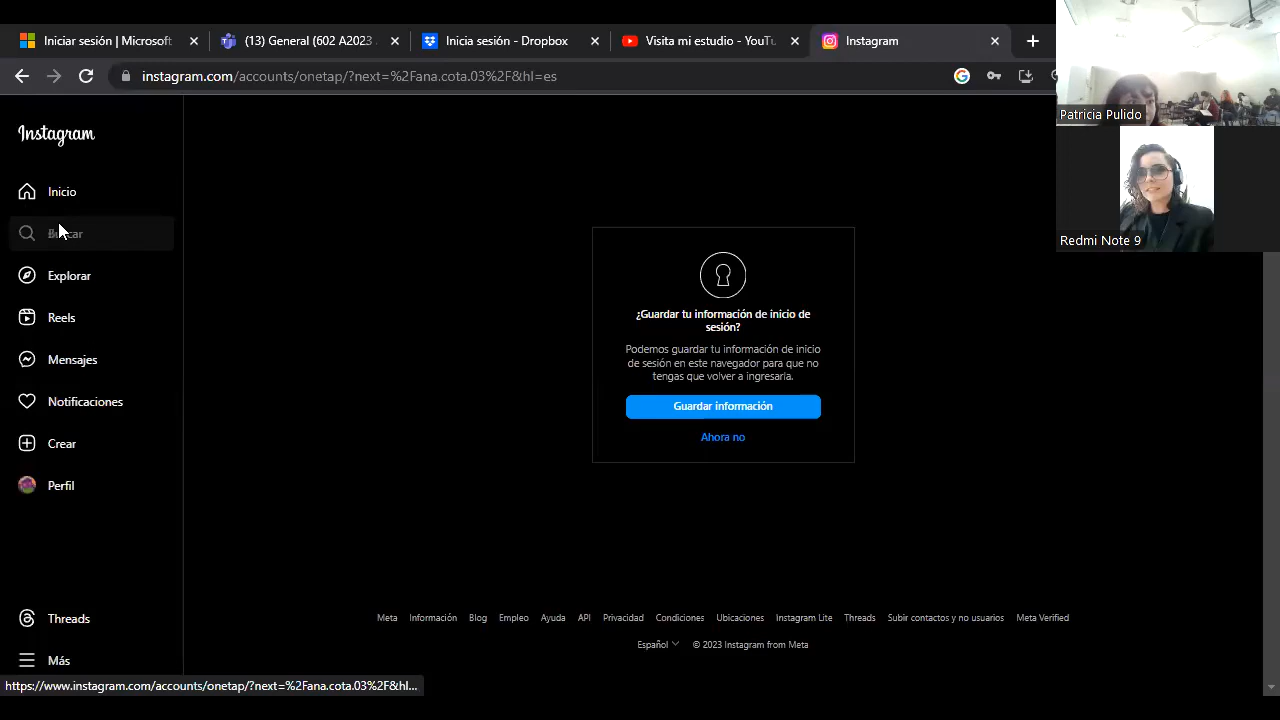 Iniciar sesión | Microsoft
(13) General (602 A2023
Inicia sesión - Dropbox
Visita mi estudio - YouTu
Instagram
instagram.com/accounts/onetap/?next=%2Fana.cota.03%2F&hl=es
Patricia Pulido
Redmi Note 9
Instagram
Inicio
Buscar
Explorar
Reels
Mensajes
Notificaciones
Crear
Perfil
Threads
Más
¿Guardar tu información de inicio de
sesión?
Podemos guardar tu información de inicio
de sesión en este navegador para que no
tengas que volver a ingresarla.
Guardar información
Ahora no
Meta Información Blog Empleo Ayuda API Privacidad Condiciones Ubicaciones Instagram Lite Threads Subir contactos y no usuarios Meta Verified
Español © 2023 Instagram from Meta
https://www.instagram.com/accounts/onetap/?next=%2Fana.cota.03%2F&hl...